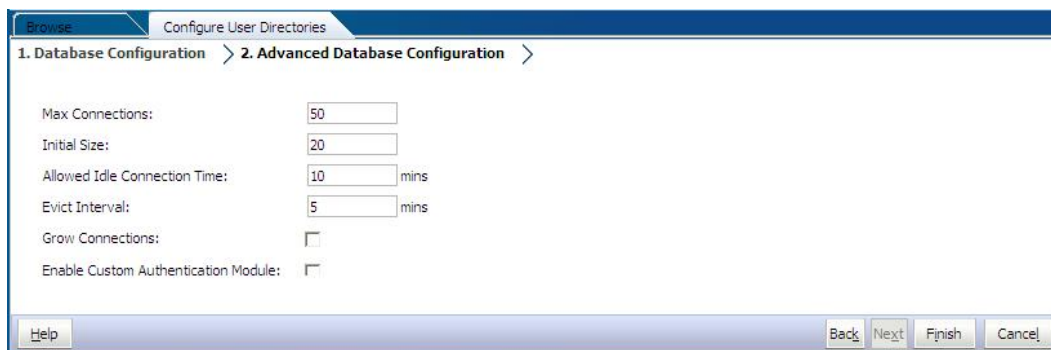 Browse Configure User Directories
1. Database Configuration 2. Advanced Database Configuration
Max Connections: 50
Initial Size: 20
Allowed Idle Connection Time: 10 mins
Evict Interval: 5 mins
Grow Connections:
Enable Custom Authentication Module:
Help Back Next Finish Cancel